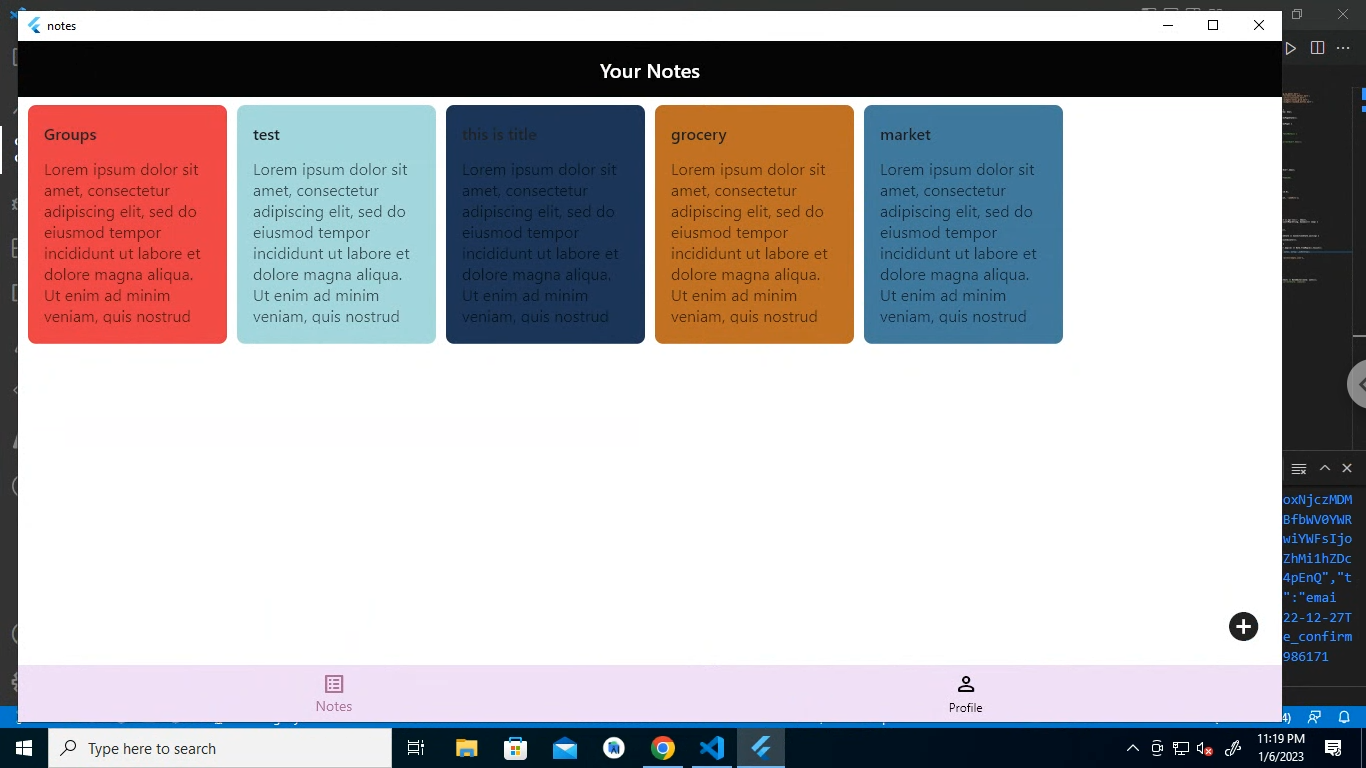 notes
Your Notes
Groups
Lorem ipsum dolor sit
amet, consectetur
adipiscing elit, sed do
eiusmod tempor
incididunt ut labore et
dolore magna aliqua.
Ut enim ad minim
veniam, quis nostrud
test
Lorem ipsum dolor sit
amet, consectetur
adipiscing elit, sed do
eiusmod tempor
incididunt ut labore et
dolore magna aliqua.
Ut enim ad minim
veniam, quis nostrud
this is title
Lorem ipsum dolor sit
amet, consectetur
adipiscing elit, sed do
eiusmod tempor
incididunt ut labore et
dolore magna aliqua.
Ut enim ad minim
veniam, quis nostrud
grocery
Lorem ipsum dolor sit
amet, consectetur
adipiscing elit, sed do
eiusmod tempor
incididunt ut labore et
dolore magna aliqua.
Ut enim ad minim
veniam, quis nostrud
market
Lorem ipsum dolor sit
amet, consectetur
adipiscing elit, sed do
eiusmod tempor
incididunt ut labore et
dolore magna aliqua.
Ut enim ad minim
veniam, quis nostrud
oxNjczMDM
BfbWV0YWR
wiYWFsIjo
ZhMi1hZDc
4pEnQ","t
":"emai
22-12-27T
e_confirm
986171
Notes
Profile
Type here to search
11:19 PM
1/6/2023